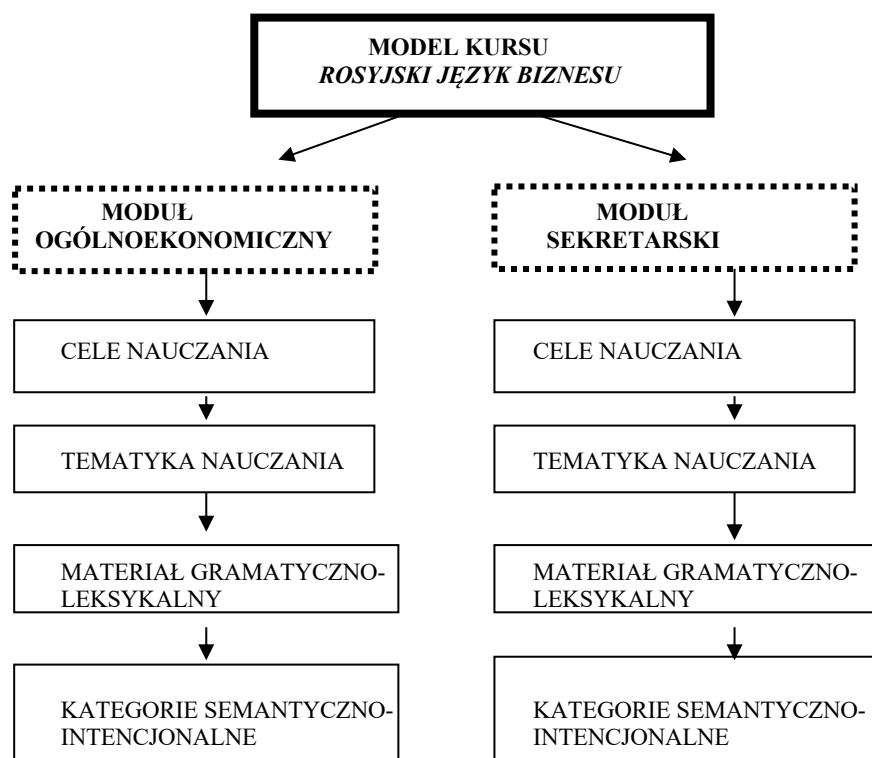 MODEL KURSU
ROSYJSKI JĘZYK BIZNESU
MODUŁ
OGÓLNOEKONOMICZNY
MODUŁ
SEKRETARSKI
CELE NAUCZANIA
CELE NAUCZANIA
TEMATYKA NAUCZANIA
TEMATYKA NAUCZANIA
MATERIAŁ GRAMATYCZNO-
LEKSYKALNY
MATERIAŁ GRAMATYCZNO-
LEKSYKALNY
KATEGORIE SEMANTYCZNO-
INTENCJONALNE
KATEGORIE SEMANTYCZNO-
INTENCJONALNE